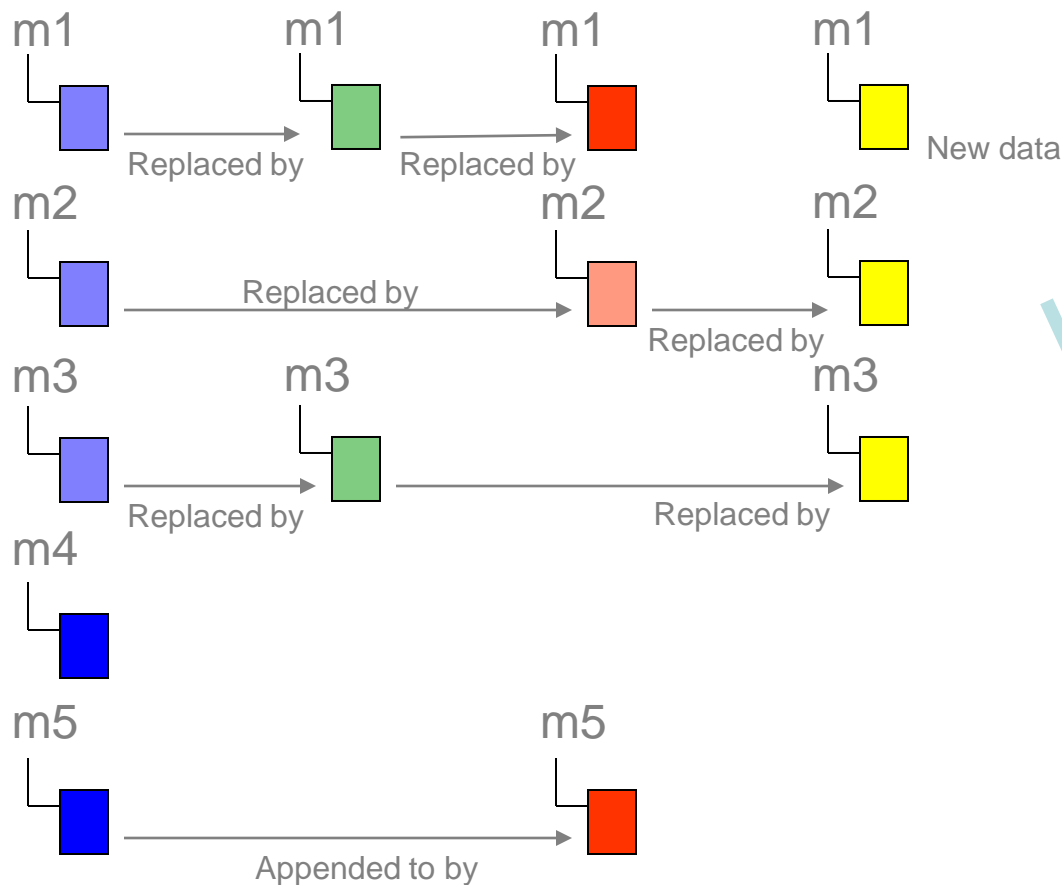 m1 m1 m1 m1
Replaced by Replaced by New data
m2 m2 m2
Replaced by
Replaced by
m3 m3 m3
Replaced by Replaced by
m4
m5 m5
Appended to by